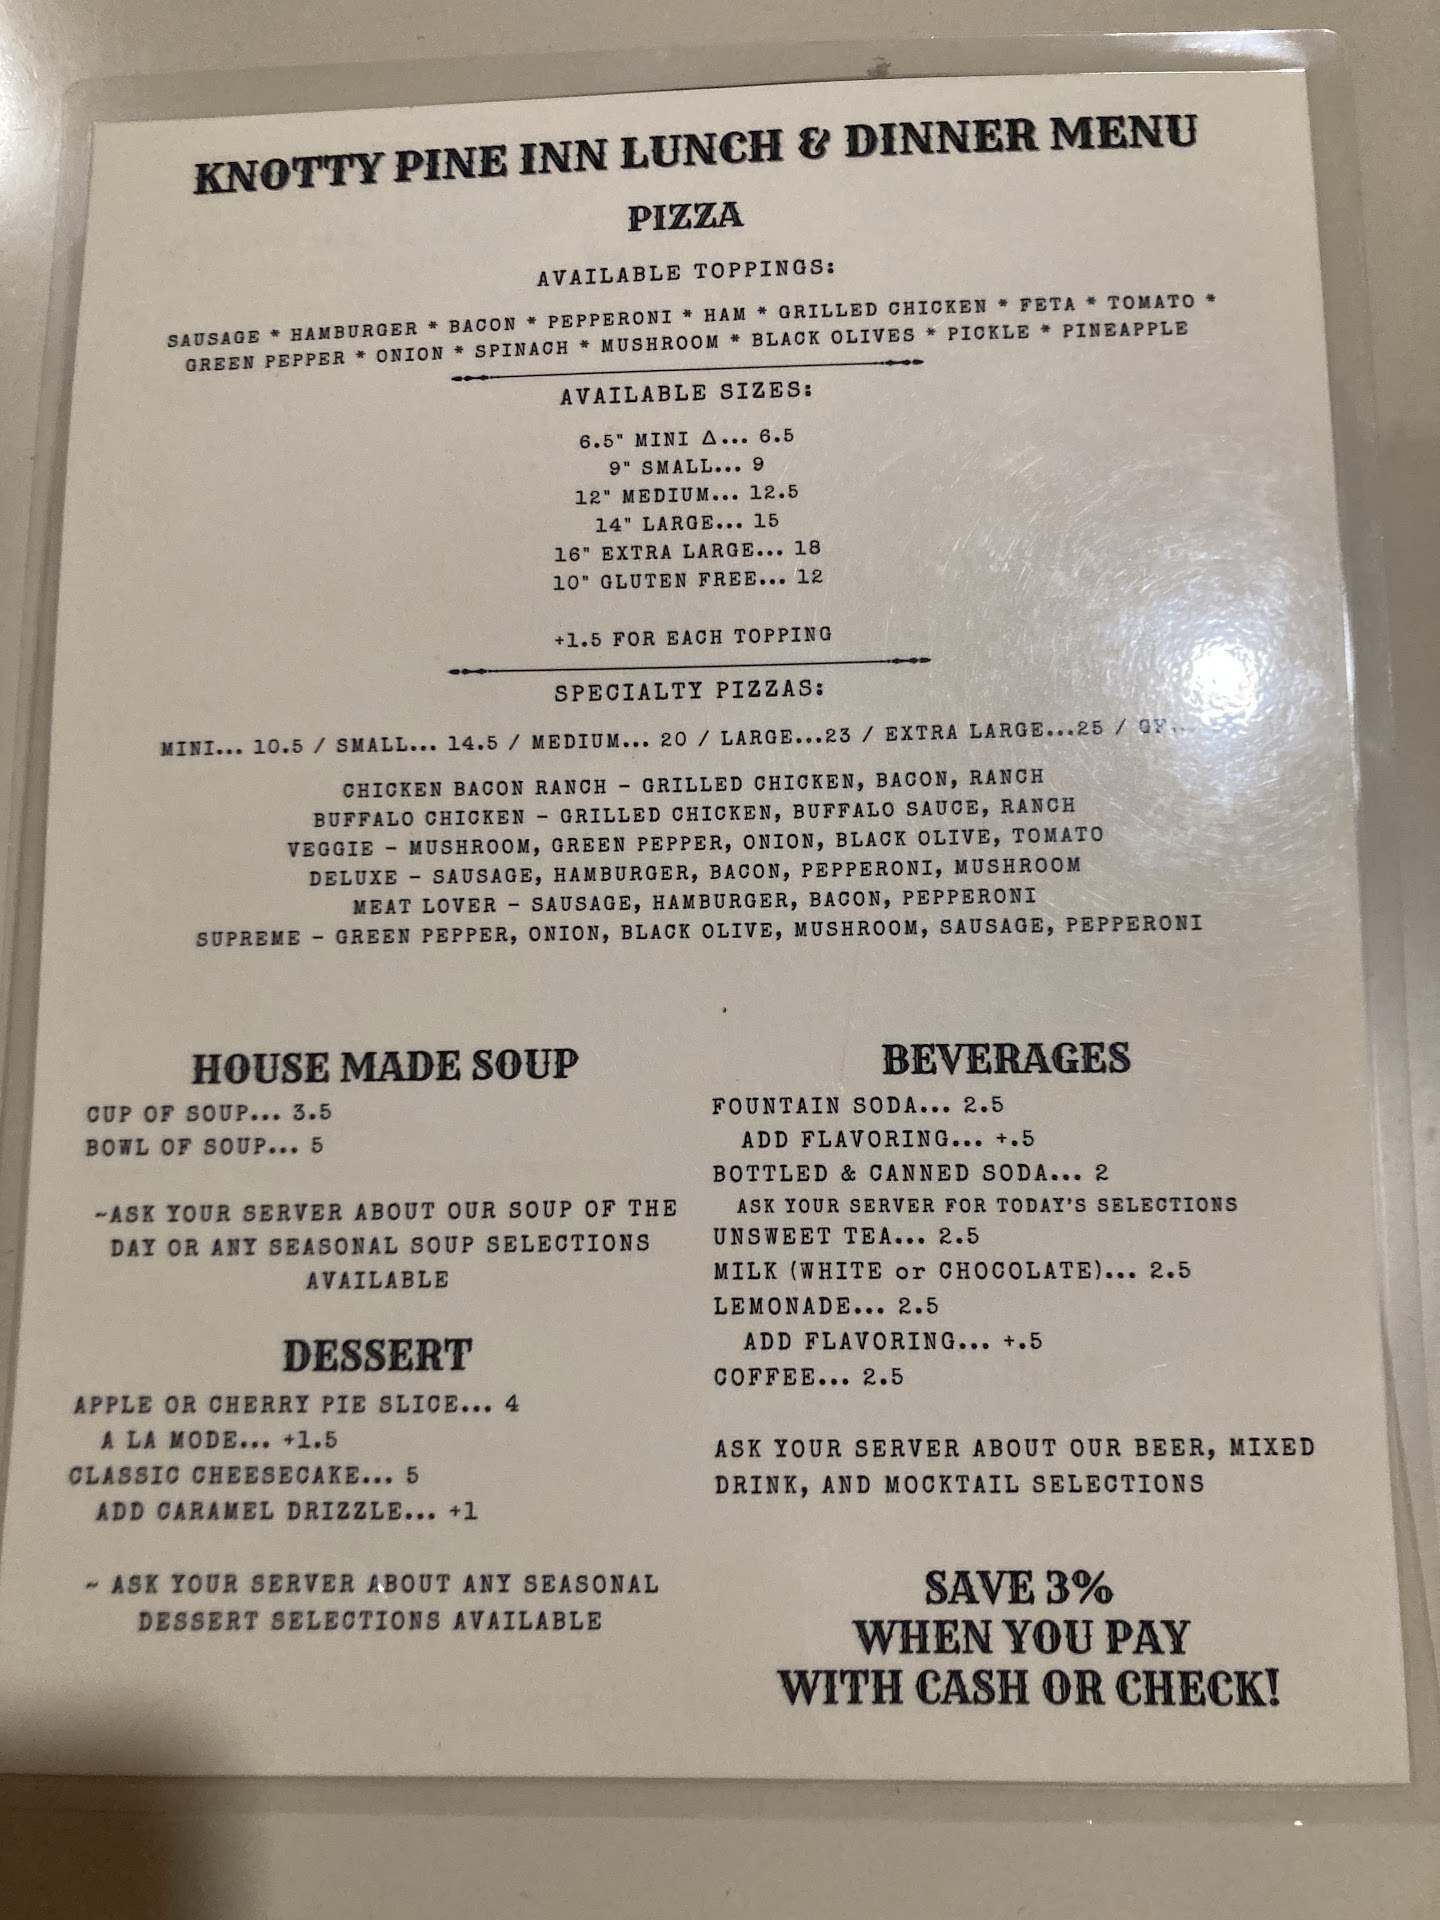 KNOTTY PINE INN LUNCH & DINNER MENU
PIZZA
AVAILABLE TOPPINGS:
SAUSAGE * HAMBURGER * BACON * PEPPERONI * HAM * GRILLED CHICKEN * FETA * TOMATO *
GREEN PEPPER * ONION * SPINACH * MUSHROOM * BLACK OLIVES * PICKLE * PINEAPPLE
AVAILABLE SIZES:
6.5" MINI Δ... 6.5
9" SMALL... 9
12" MEDIUM... 12.5
14" LARGE... 15
16" EXTRA LARGE... 18
10" GLUTEN FREE... 12
+1.5 FOR EACH TOPPING
SPECIALTY PIZZAS:
MINI... 10.5 / SMALL... 14.5 / MEDIUM... 20 / LARGE...23 / EXTRA LARGE...25 / GF...
CHICKEN BACON RANCH - GRILLED CHICKEN, BACON, RANCH
BUFFALO CHICKEN - GRILLED CHICKEN, BUFFALO SAUCE, RANCH
VEGGIE - MUSHROOM, GREEN PEPPER, ONION, BLACK OLIVE, TOMATO
DELUXE - SAUSAGE, HAMBURGER, BACON, PEPPERONI, MUSHROOM
MEAT LOVER - SAUSAGE, HAMBURGER, BACON, PEPPERONI
SUPREME - GREEN PEPPER, ONION, BLACK OLIVE, MUSHROOM, SAUSAGE, PEPPERONI
HOUSE MADE SOUP
CUP OF SOUP... 3.5
BOWL OF SOUP... 5
~ASK YOUR SERVER ABOUT OUR SOUP OF THE
DAY OR ANY SEASONAL SOUP SELECTIONS
AVAILABLE
DESSERT
APPLE OR CHERRY PIE SLICE... 4
A LA MODE... +1.5
CLASSIC CHEESECAKE... 5
ADD CARAMEL DRIZZLE... +1
~ ASK YOUR SERVER ABOUT ANY SEASONAL
DESSERT SELECTIONS AVAILABLE
BEVERAGES
FOUNTAIN SODA... 2.5
ADD FLAVORING... +.5
BOTTLED & CANNED SODA... 2
ASK YOUR SERVER FOR TODAY'S SELECTIONS
UNSWEET TEA... 2.5
MILK (WHITE or CHOCOLATE)... 2.5
LEMONADE... 2.5
ADD FLAVORING... +.5
COFFEE... 2.5
ASK YOUR SERVER ABOUT OUR BEER, MIXED
DRINK, AND MOCKTAIL SELECTIONS
SAVE 3%
WHEN YOU PAY
WITH CASH OR CHECK!